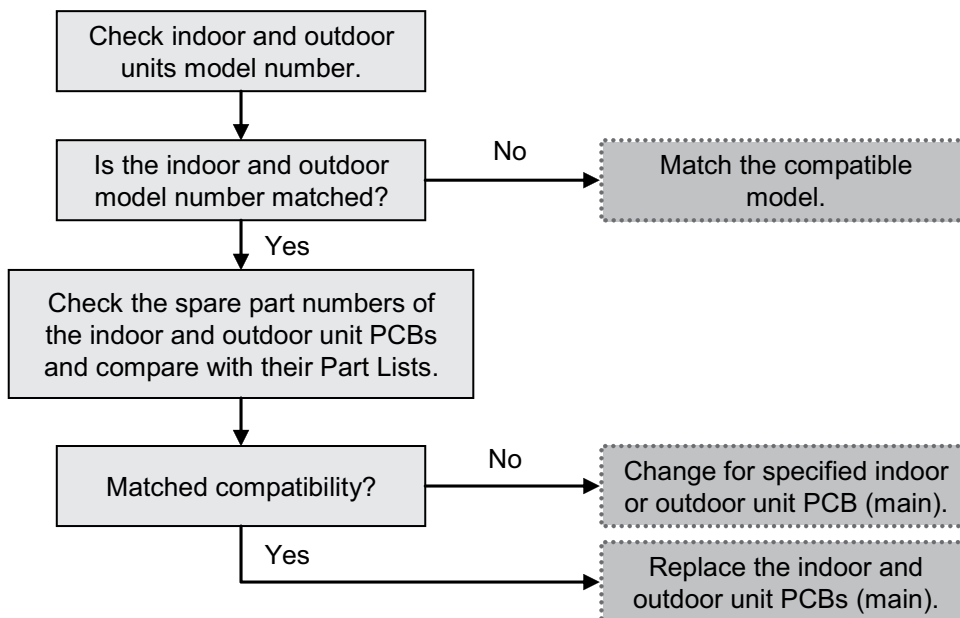 Check indoor and outdoor
units model number.
Is the indoor and outdoor
model number matched?
No
Match the compatible
model.
Yes
Check the spare part numbers of
the indoor and outdoor unit PCBs
and compare with their Part Lists.
Matched compatibility?
No
Change for specified indoor
or outdoor unit PCB (main).
Yes
Replace the indoor and
outdoor unit PCBs (main).